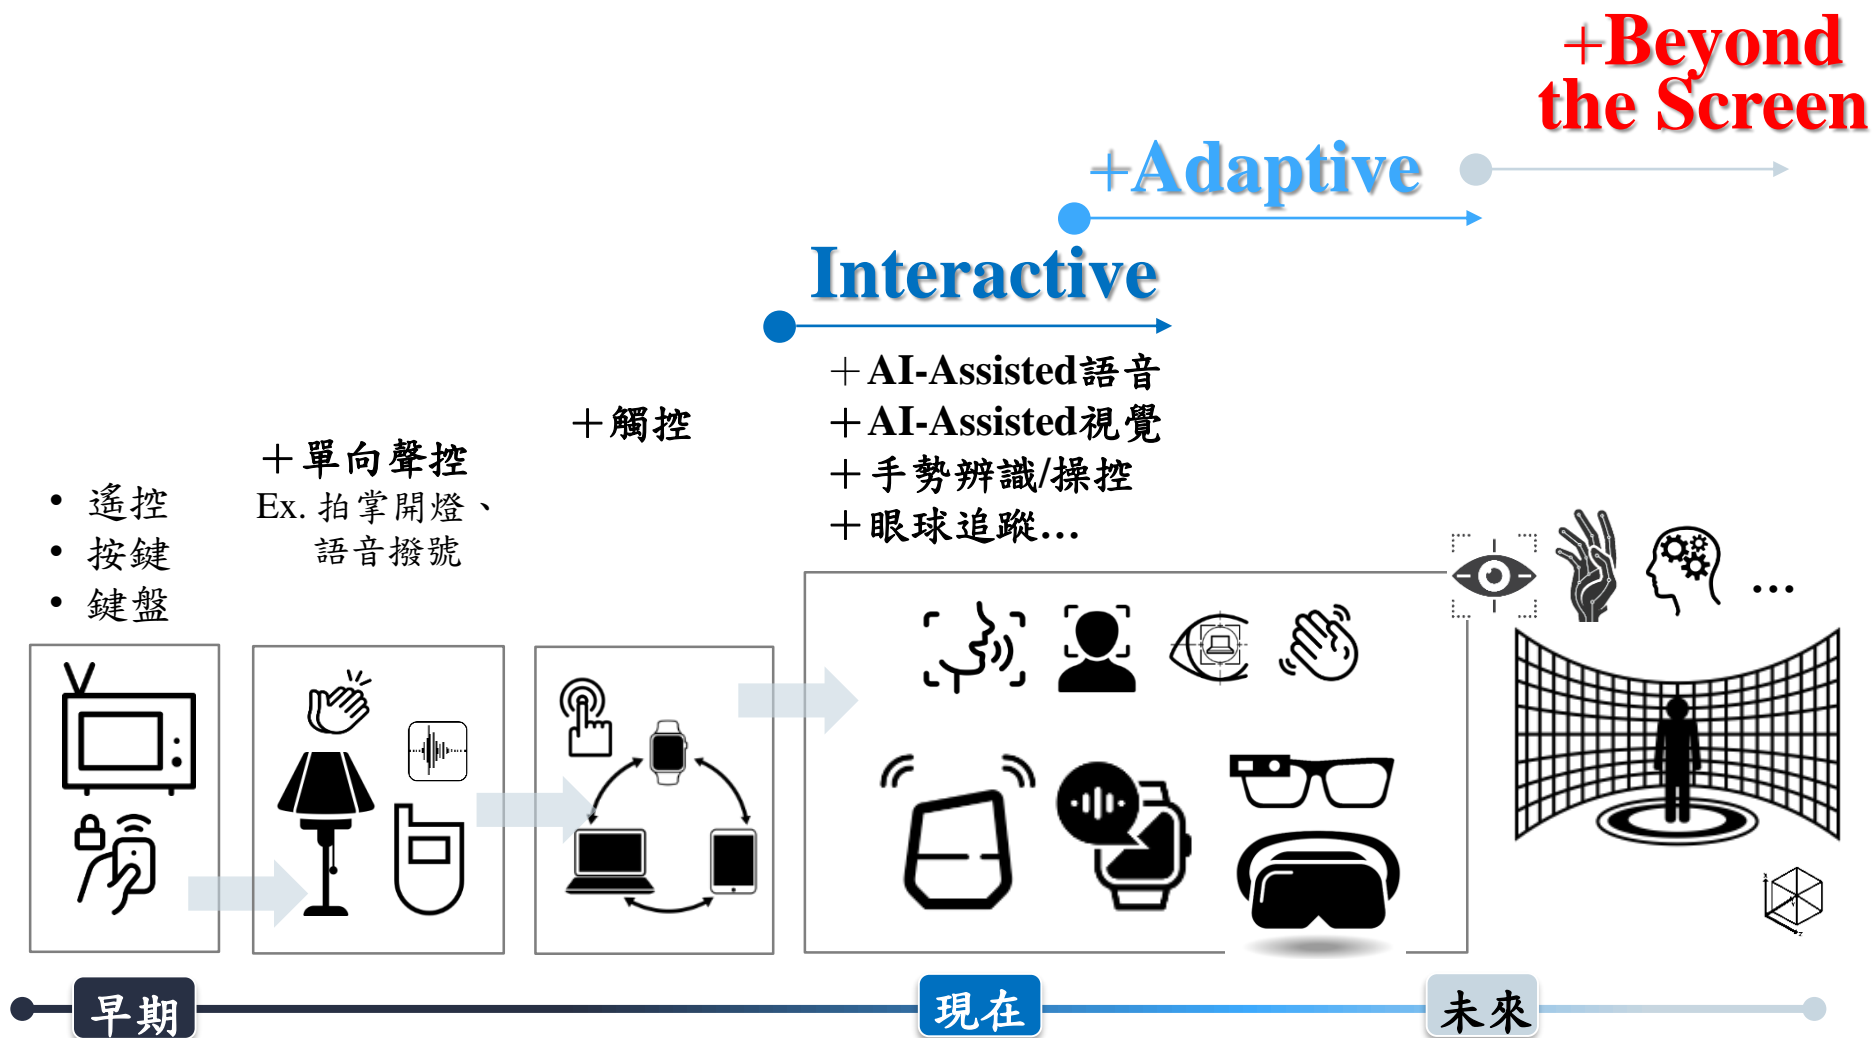 +Beyond
the Screen
+Adaptive
Interactive
+AI-Assisted語音
+AI-Assisted視覺
+手勢辨識/操控
+眼球追蹤…
+觸控
+單向聲控
Ex. 拍掌開燈、
語音撥號
• 遙控
• 按鍵
• 鍵盤
…
早期
現在
未來